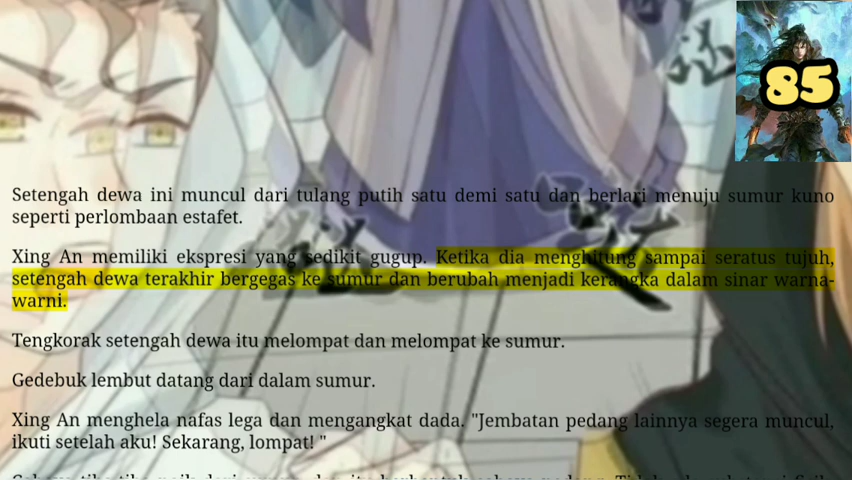 85
Setengah dewa ini muncul dari tulang putih satu demi satu dan berlari menuju sumur kuno
seperti perlombaan estafet.
Xing An memiliki ekspresi yang sedikit gugup. Ketika dia menghitung sampai seratus tujuh,
setengah dewa terakhir bergegas ke sumur dan berubah menjadi kerangka dalam sinar warna-
warni.
Tengkorak setengah dewa itu melompat dan melompat ke sumur.
Gedebuk lembut datang dari dalam sumur.
Xing An menghela nafas lega dan mengangkat dada. "Jembatan pedang lainnya segera muncul,
ikuti setelah aku! Sekarang, lompat! "